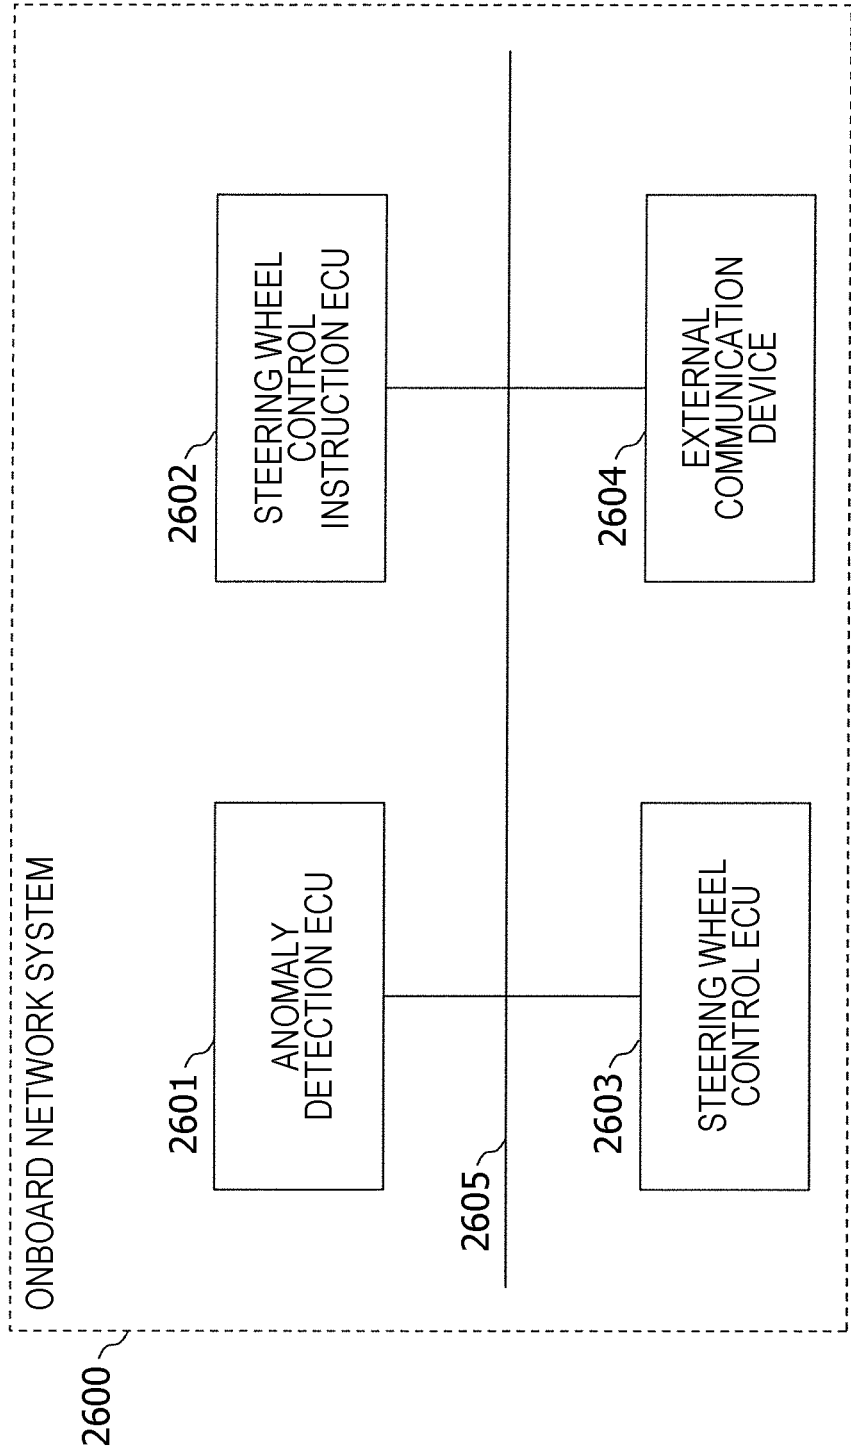 2600
ONBOARD NETWORK SYSTEM
2601
ANOMALY
DETECTION ECU
2602
STEERING WHEEL
CONTROL
INSTRUCTION ECU
2605
2603
STEERING WHEEL
CONTROL ECU
2604
EXTERNAL
COMMUNICATION
DEVICE